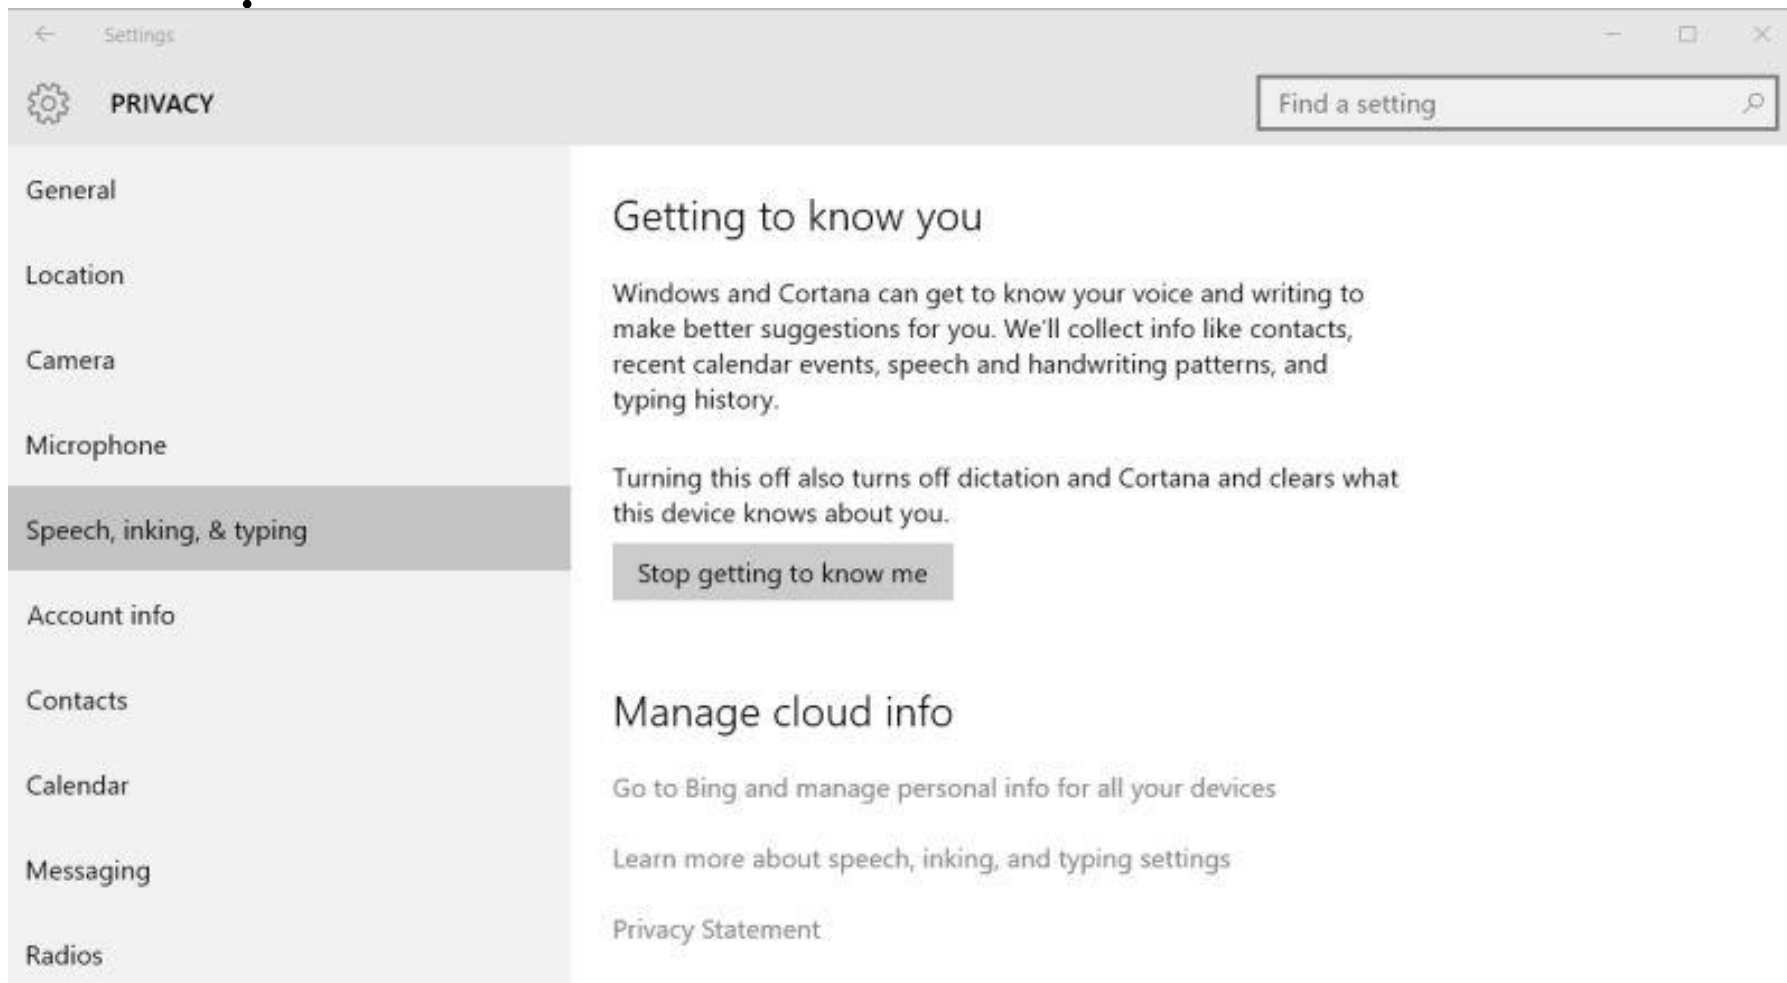 Settings
PRIVACY
Find a setting
General
Location
Camera
Microphone
Speech, inking, & typing
Account info
Contacts
Calendar
Messaging
Radios
Getting to know you
Windows and Cortana can get to know your voice and writing to
make better suggestions for you. We'll collect info like contacts,
recent calendar events, speech and handwriting patterns, and
typing history.
Turning this off also turns off dictation and Cortana and clears what
this device knows about you.
Stop getting to know me
Manage cloud info
Go to Bing and manage personal info for all your devices
Learn more about speech, inking, and typing settings
Privacy Statement